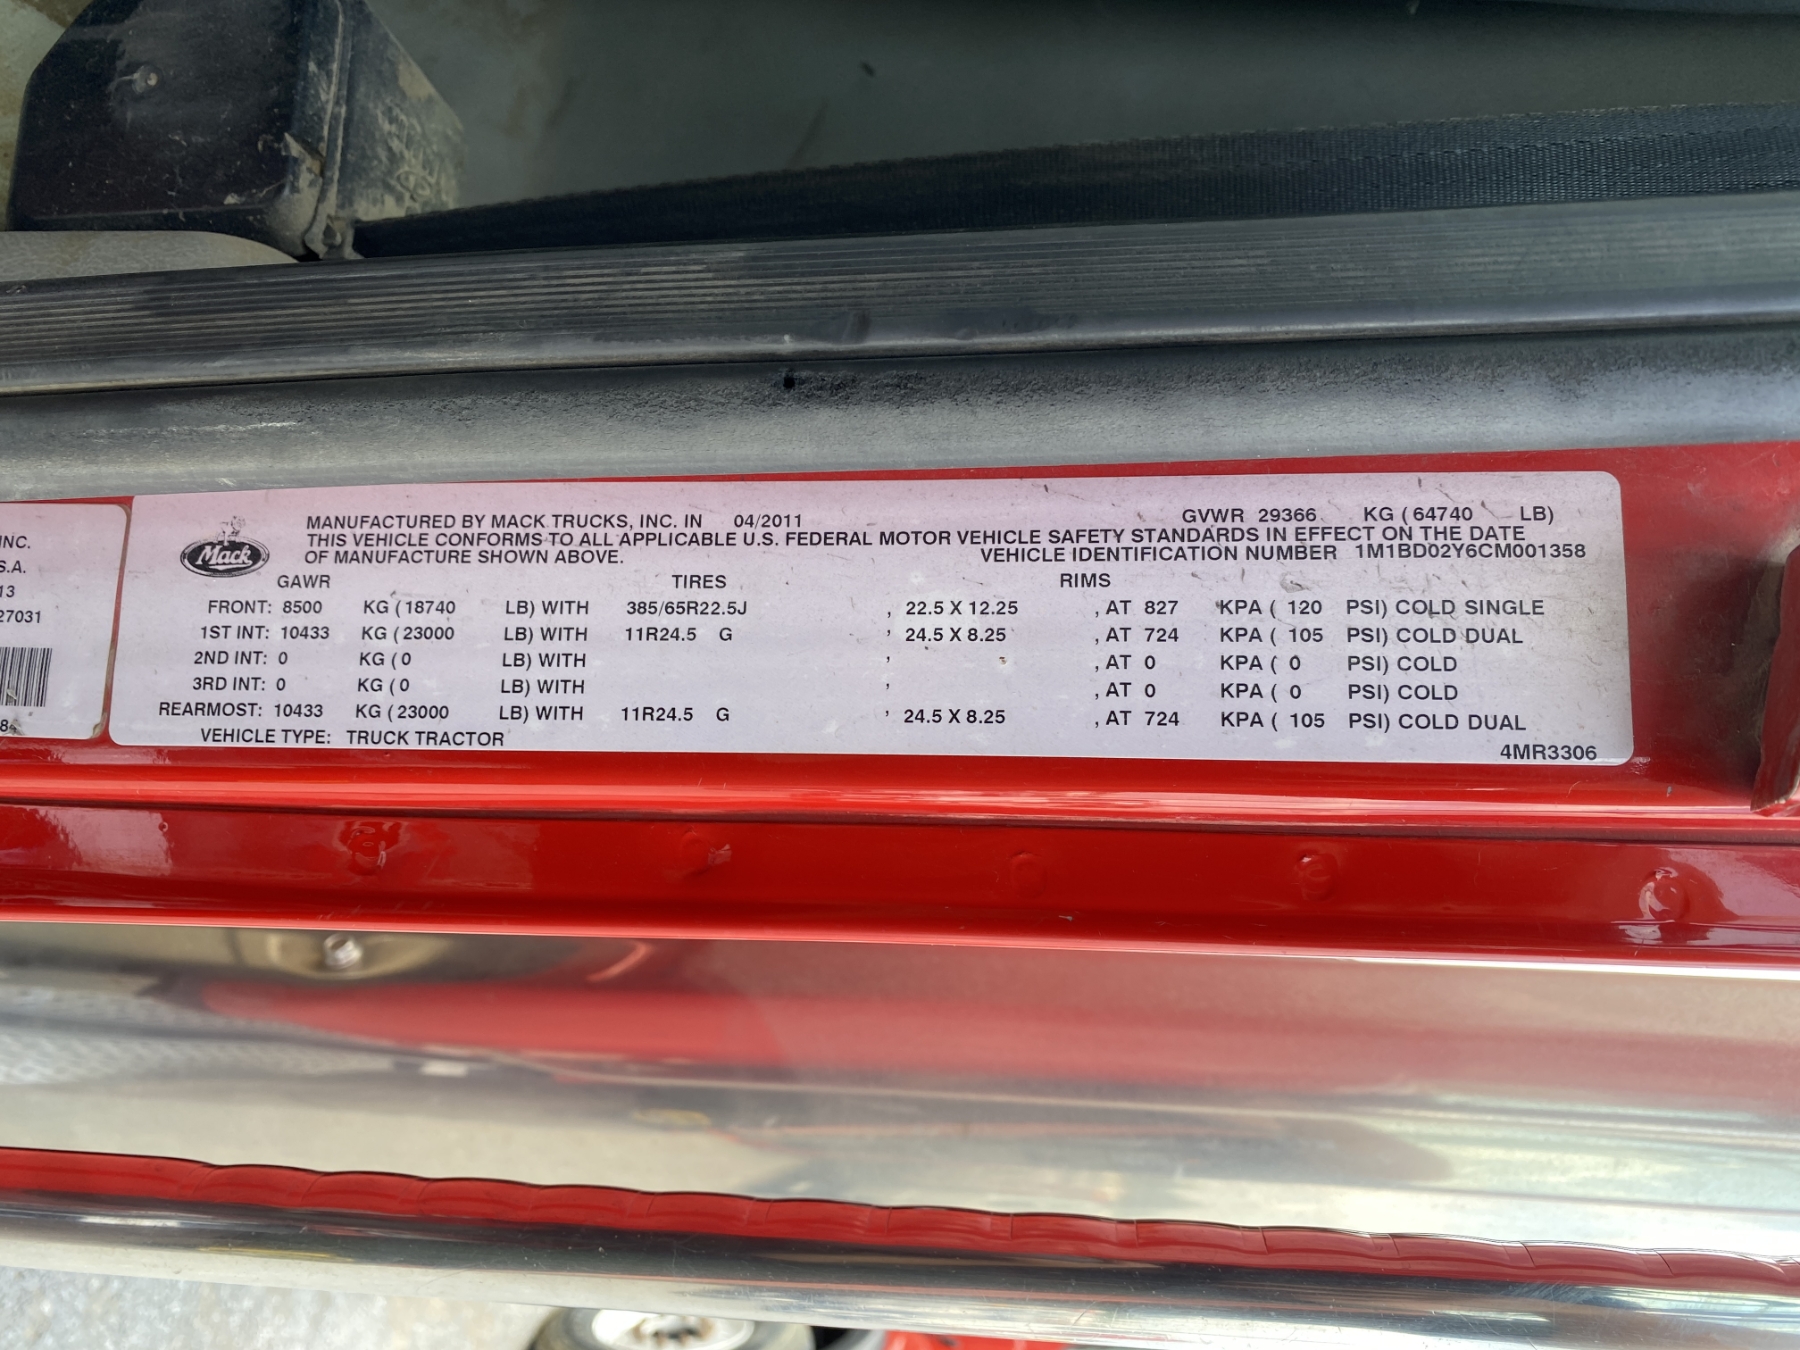 INC.
S.A.
13
27031
8
Mack
MANUFACTURED BY MACK TRUCKS, INC. IN 04/2011 GVWR 29366 KG ( 64740 LB)
THIS VEHICLE CONFORMS TO ALL APPLICABLE U.S. FEDERAL MOTOR VEHICLE SAFETY STANDARDS IN EFFECT ON THE DATE
OF MANUFACTURE SHOWN ABOVE. VEHICLE IDENTIFICATION NUMBER 1M1BD02Y6CM001358
GAWR TIRES RIMS
FRONT: 8500 KG ( 18740 LB) WITH 385/65R22.5J , 22.5 X 12.25 , AT 827 KPA ( 120 PSI) COLD SINGLE
1ST INT: 10433 KG ( 23000 LB) WITH 11R24.5 G , 24.5 X 8.25 , AT 724 KPA ( 105 PSI) COLD DUAL
2ND INT: 0 KG ( 0 LB) WITH , , AT 0 KPA ( 0 PSI) COLD
3RD INT: 0 KG ( 0 LB) WITH , , AT 0 KPA ( 0 PSI) COLD
REARMOST: 10433 KG ( 23000 LB) WITH 11R24.5 G , 24.5 X 8.25 , AT 724 KPA ( 105 PSI) COLD DUAL
VEHICLE TYPE: TRUCK TRACTOR
4MR3306